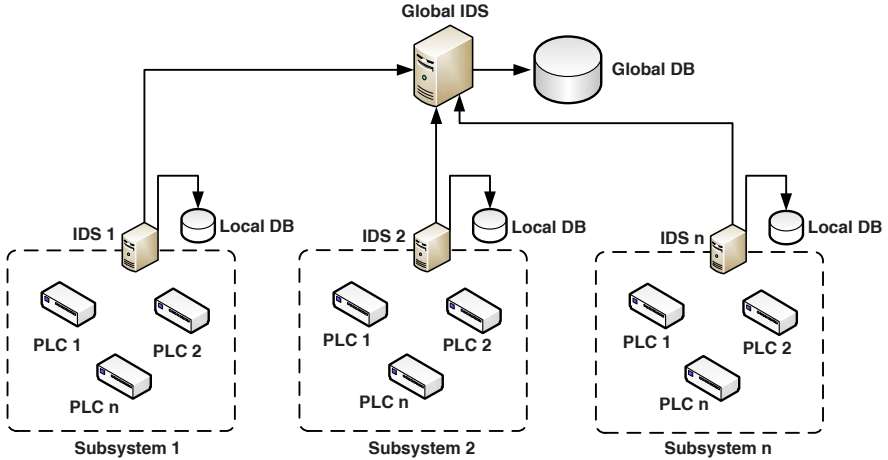 Global IDS
Global DB
IDS 1
Local DB
IDS 2
Local DB
IDS n
Local DB
PLC 1
PLC 2
PLC n
PLC 1
PLC 2
PLC n
PLC 1
PLC 2
PLC n
Subsystem 1
Subsystem 2
Subsystem n